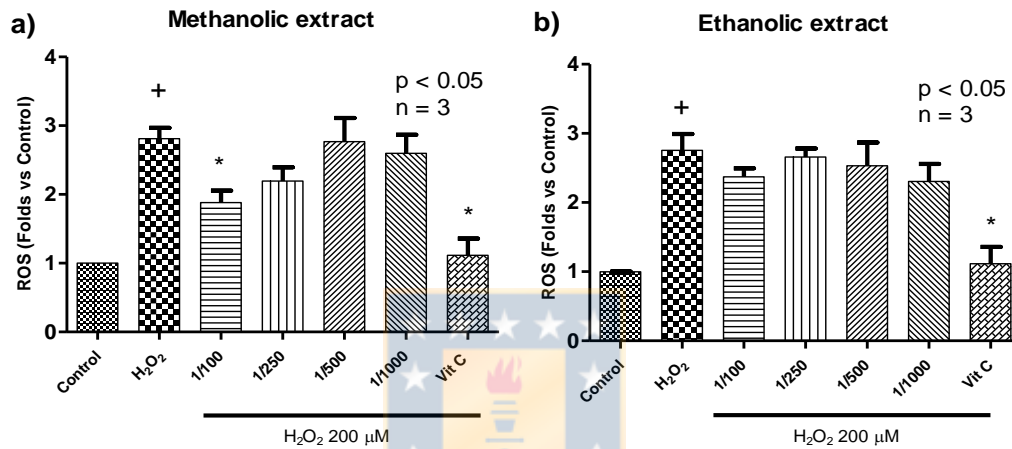 a)
Methanolic extract
ROS (Folds vs Control)
4
3
2
1
0
p < 0.05
n = 3
+
*
*
Control
H₂O₂
1/100
1/250
1/500
1/1000
Vit C
H₂O₂ 200 μM
b)
Ethanolic extract
ROS (Folds vs Control)
4
3
2
1
0
p < 0.05
n = 3
+
*
Control
H₂O₂
1/100
1/250
1/500
1/1000
Vit C
H₂O₂ 200 μM